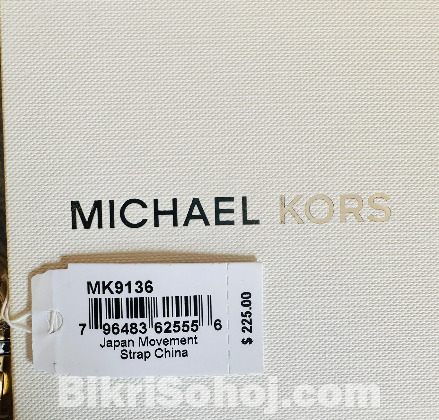 MICHAEL KORS
MK9136
7 96483 62555 6
Japan Movement
Strap China
$ 225.00
BikriSohoj.com